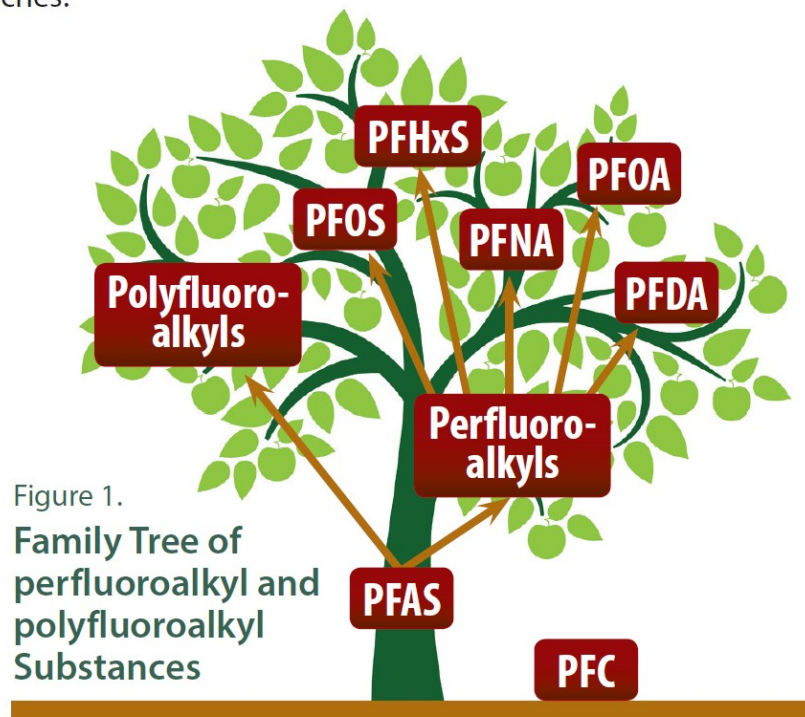 ches.
PFHxS
PFOA
PFOS
PFNA
Polyfluoro-
alkyls
PFDA
Perfluoro-
alkyls
Figure 1.
Family Tree of
perfluoroalkyl and
polyfluoroalkyl
Substances
PFAS
PFC